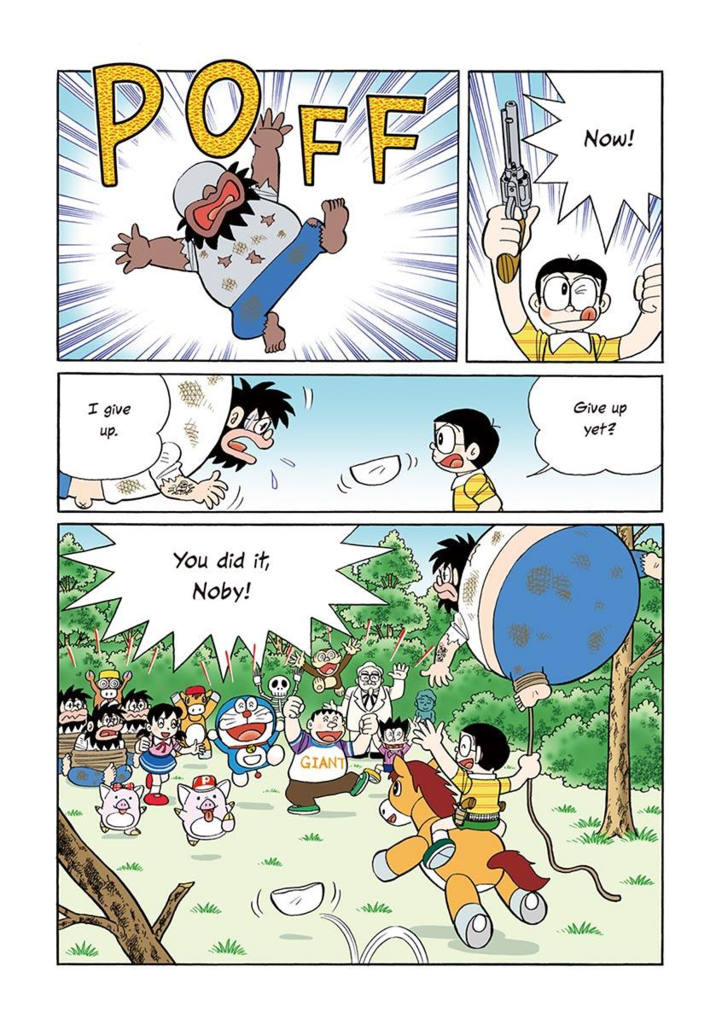 POFF
Now!
I give
up.
Give up
yet?
You did it,
Noby!
GIANT